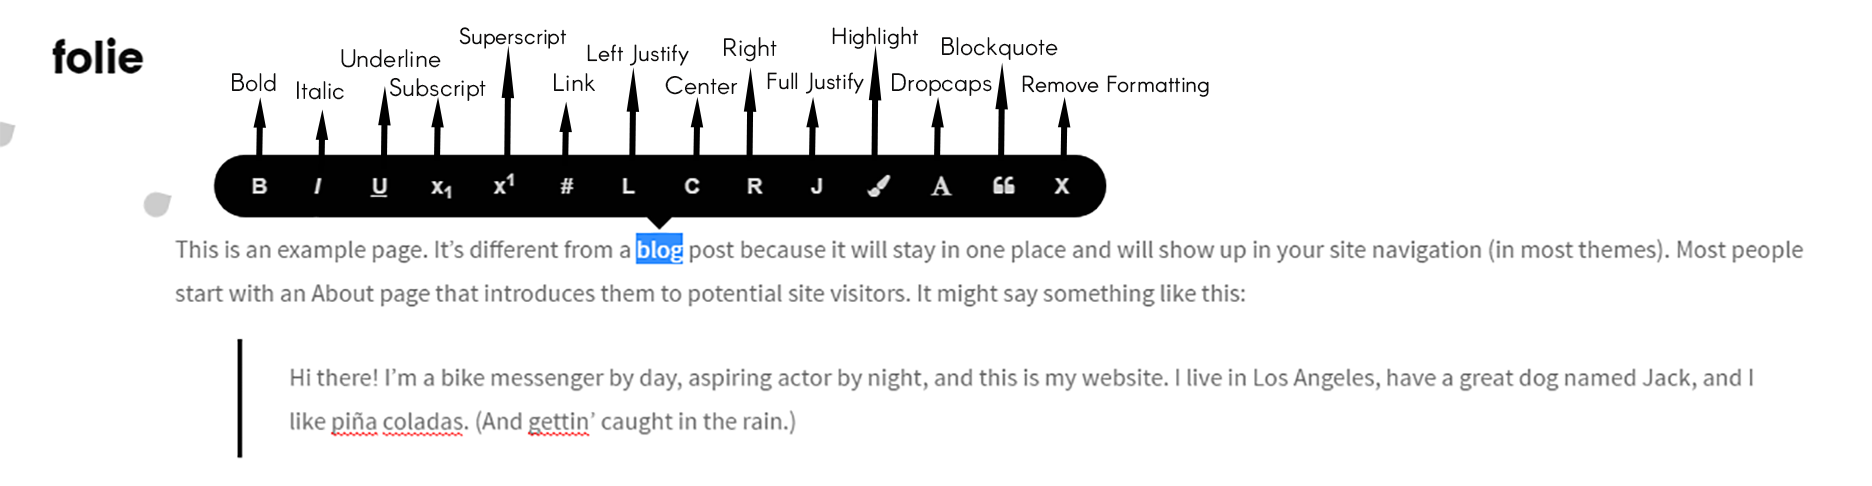 folie
Superscript
Highlight
Underline
Left Justify
Right
Blockquote
Bold
Italic
Subscript
Link
Center
Full Justify
Dropcaps
Remove Formatting
B I U x₁ x¹ # L C R J A “ X
This is an example page. It’s different from a blog post because it will stay in one place and will show up in your site navigation (in most themes). Most people
start with an About page that introduces them to potential site visitors. It might say something like this:
Hi there! I’m a bike messenger by day, aspiring actor by night, and this is my website. I live in Los Angeles, have a great dog named Jack, and I
like piña coladas. (And gettin’ caught in the rain.)